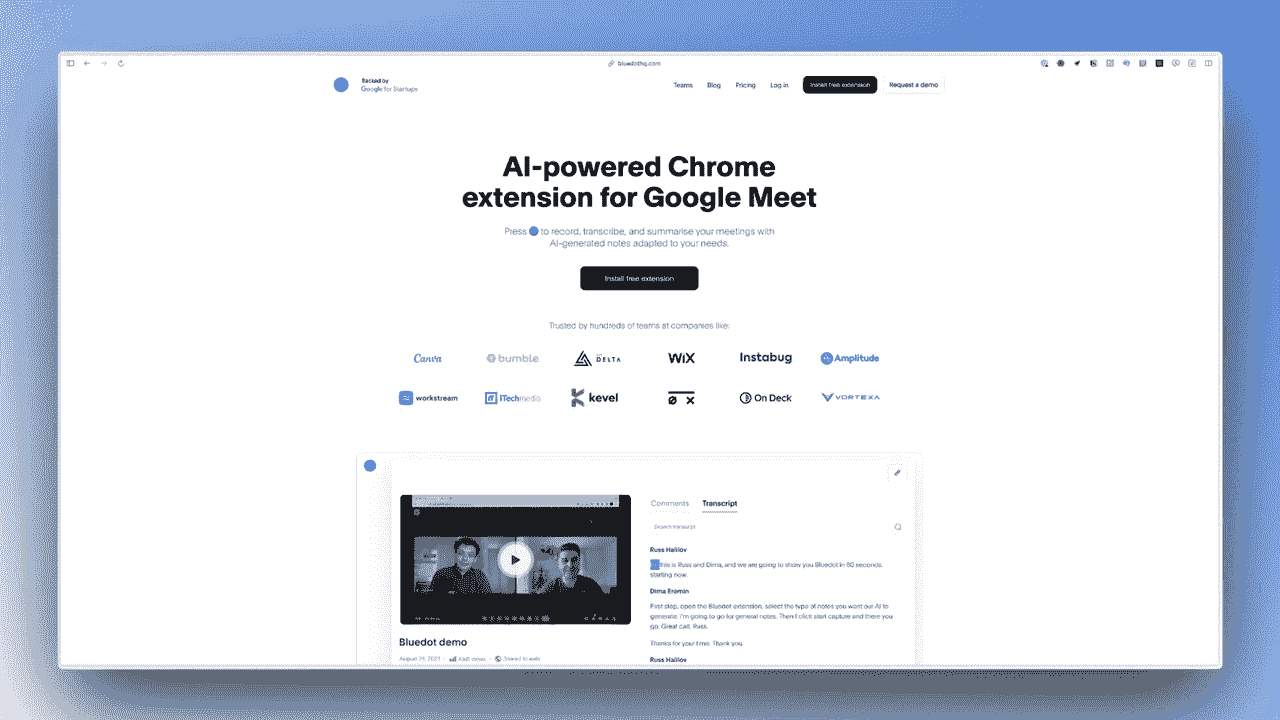 bluedothq.com
Backed by
Google for Startups
Teams
Blog
Pricing
Log in
Install free extension
Request a demo
AI-powered Chrome
extension for Google Meet
Press to record, transcribe, and summarise your meetings with
AI-generated notes adapted to your needs.
Install free extension
Trusted by hundreds of teams at companies like:
Canva
bumble
DELTA
WIX
Instabug
Amplitude
workstream
iTechmedia
kevel
On Deck
VORTEXA
Comments
Transcript
Search transcript
Russ Halilov
this is Russ and Dima, and we are going to show you Bluedot in 60 seconds,
starting now.
Dima Eremin
First step, open the Bluedot extension, select the type of notes you want our AI to
generate. I'm going to go for general notes. Then I click start capture and there you
go. Great call, Russ.
Thanks for your time. Thank you.
Russ Halilov
Bluedot demo
August 24, 2023
views
Shared to web